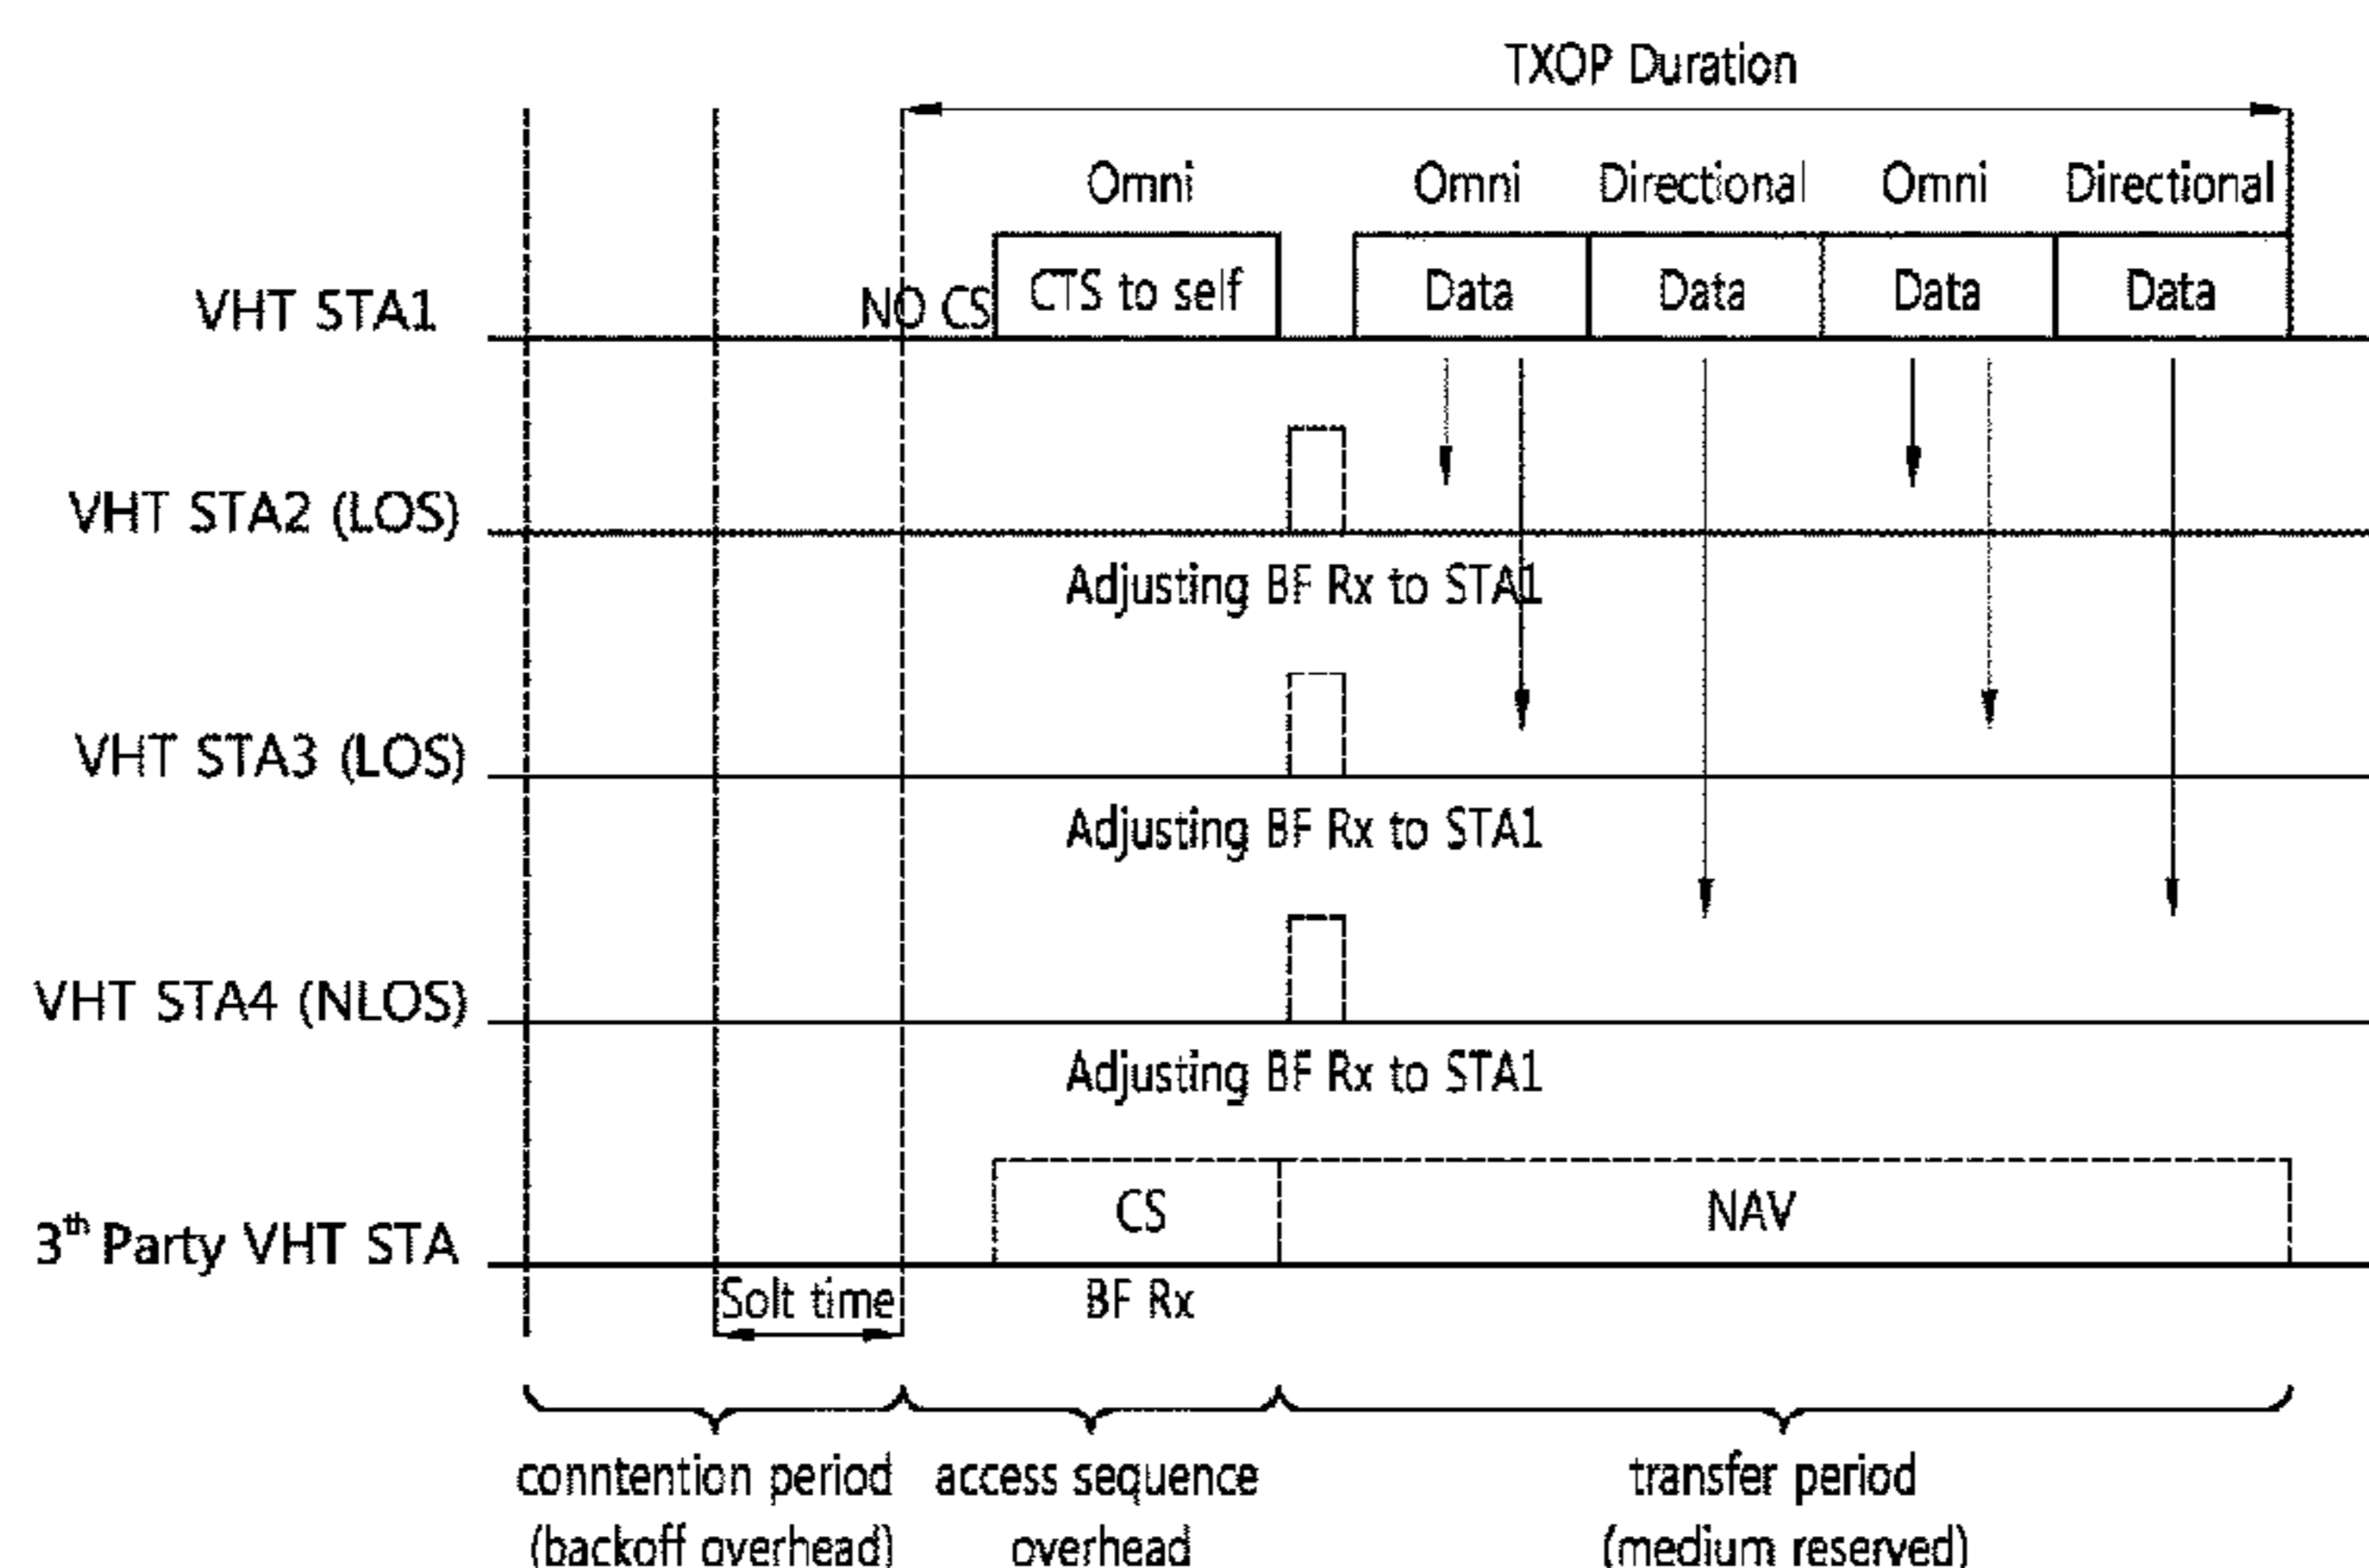 TXOP Duration
Omni Omni Directional Omni Directional
VHT STA1 NO CS CTS to self Data Data Data Data
VHT STA2 (LOS)
Adjusting BF Rx to STA1
VHT STA3 (LOS)
Adjusting BF Rx to STA1
VHT STA4 (NLOS)
Adjusting BF Rx to STA1
3th Party VHT STA CS NAV
Solt time BF Rx
conntention period access sequence transfer period
(backoff overhead) overhead (medium reserved)